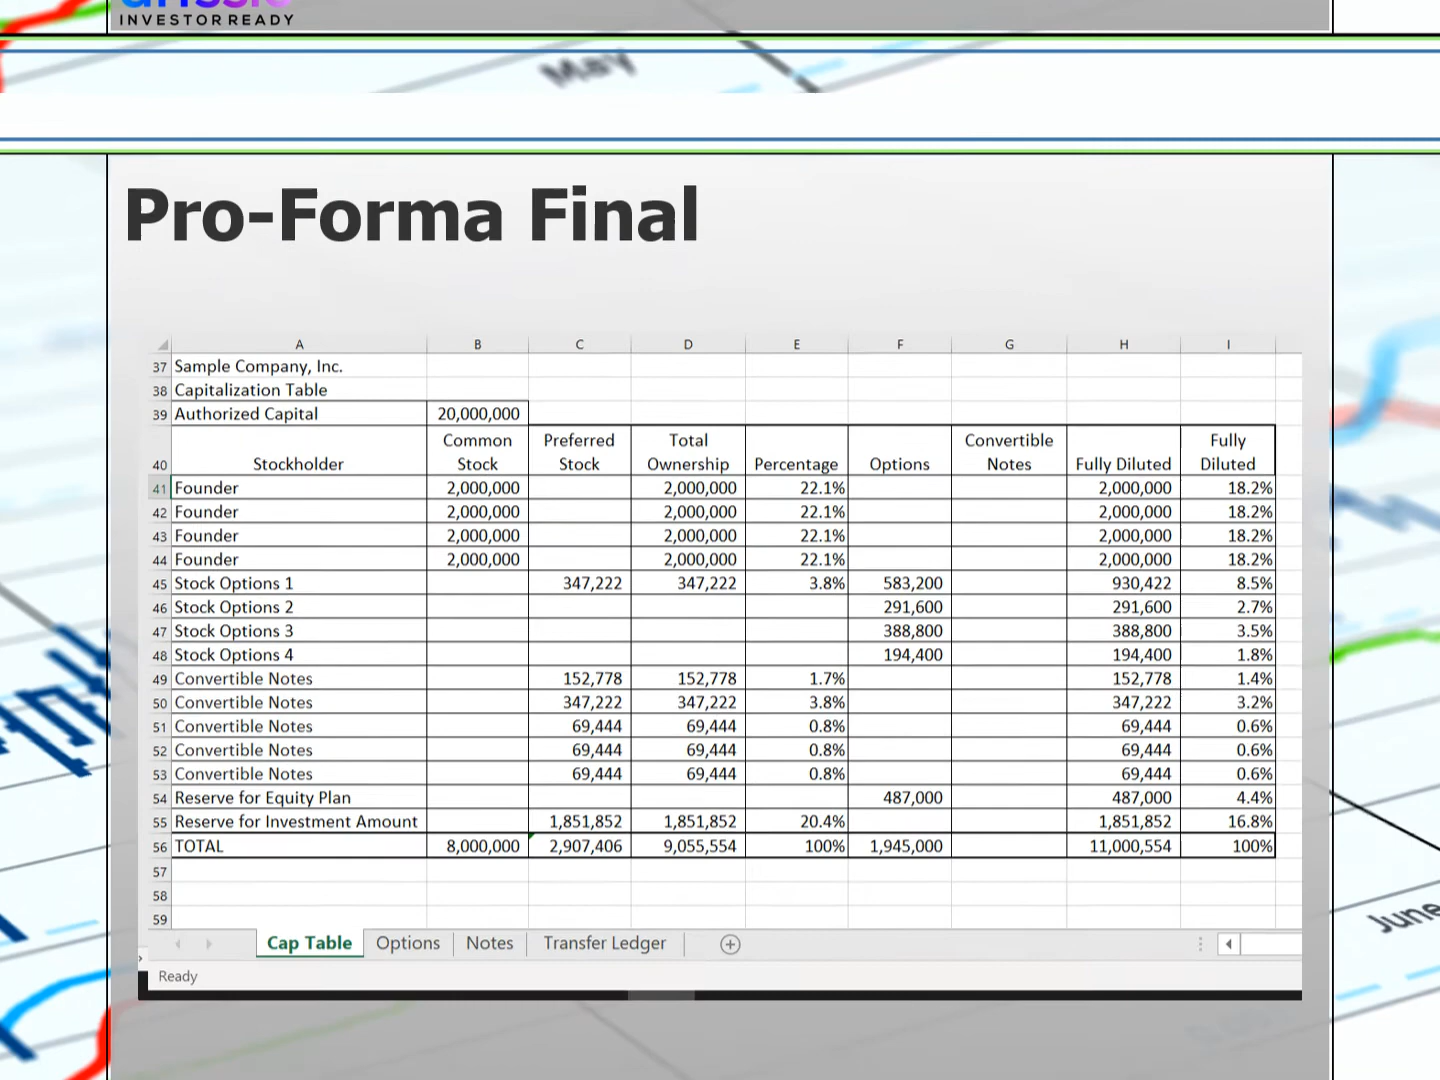 INVESTOR READY
May
Pro-Forma Final
A B C D E F G H I
37 Sample Company, Inc.
38 Capitalization Table
39 Authorized Capital 20,000,000
40 Stockholder Common Stock Preferred Stock Total Ownership Percentage Options Convertible Notes Fully Diluted Fully Diluted
41 Founder 2,000,000 2,000,000 22.1% 2,000,000 18.2%
42 Founder 2,000,000 2,000,000 22.1% 2,000,000 18.2%
43 Founder 2,000,000 2,000,000 22.1% 2,000,000 18.2%
44 Founder 2,000,000 2,000,000 22.1% 2,000,000 18.2%
45 Stock Options 1 347,222 347,222 3.8% 583,200 930,422 8.5%
46 Stock Options 2 291,600 291,600 2.7%
47 Stock Options 3 388,800 388,800 3.5%
48 Stock Options 4 194,400 194,400 1.8%
49 Convertible Notes 152,778 152,778 1.7% 152,778 1.4%
50 Convertible Notes 347,222 347,222 3.8% 347,222 3.2%
51 Convertible Notes 69,444 69,444 0.8% 69,444 0.6%
52 Convertible Notes 69,444 69,444 0.8% 69,444 0.6%
53 Convertible Notes 69,444 69,444 0.8% 69,444 0.6%
54 Reserve for Equity Plan 487,000 487,000 4.4%
55 Reserve for Investment Amount 1,851,852 1,851,852 20.4% 1,851,852 16.8%
56 TOTAL 8,000,000 2,907,406 9,055,554 100% 1,945,000 11,000,554 100%
57
58
59
June
Cap Table Options Notes Transfer Ledger
Ready